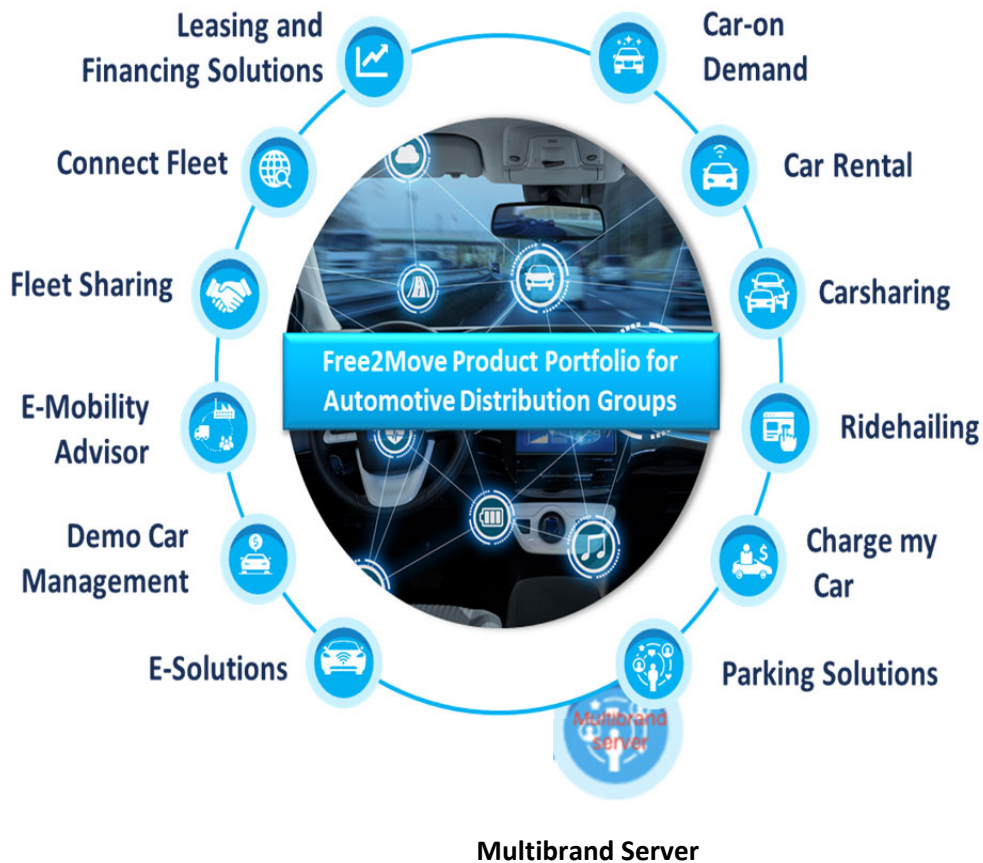 Leasing and
Financing Solutions
Car-on
Demand
Connect Fleet
Car Rental
Fleet Sharing
Carsharing
Free2Move Product Portfolio for
Automotive Distribution Groups
E-Mobility
Advisor
Ridehailing
Demo Car
Management
Charge my
Car
E-Solutions
Parking Solutions
Multibrand
server
Multibrand Server